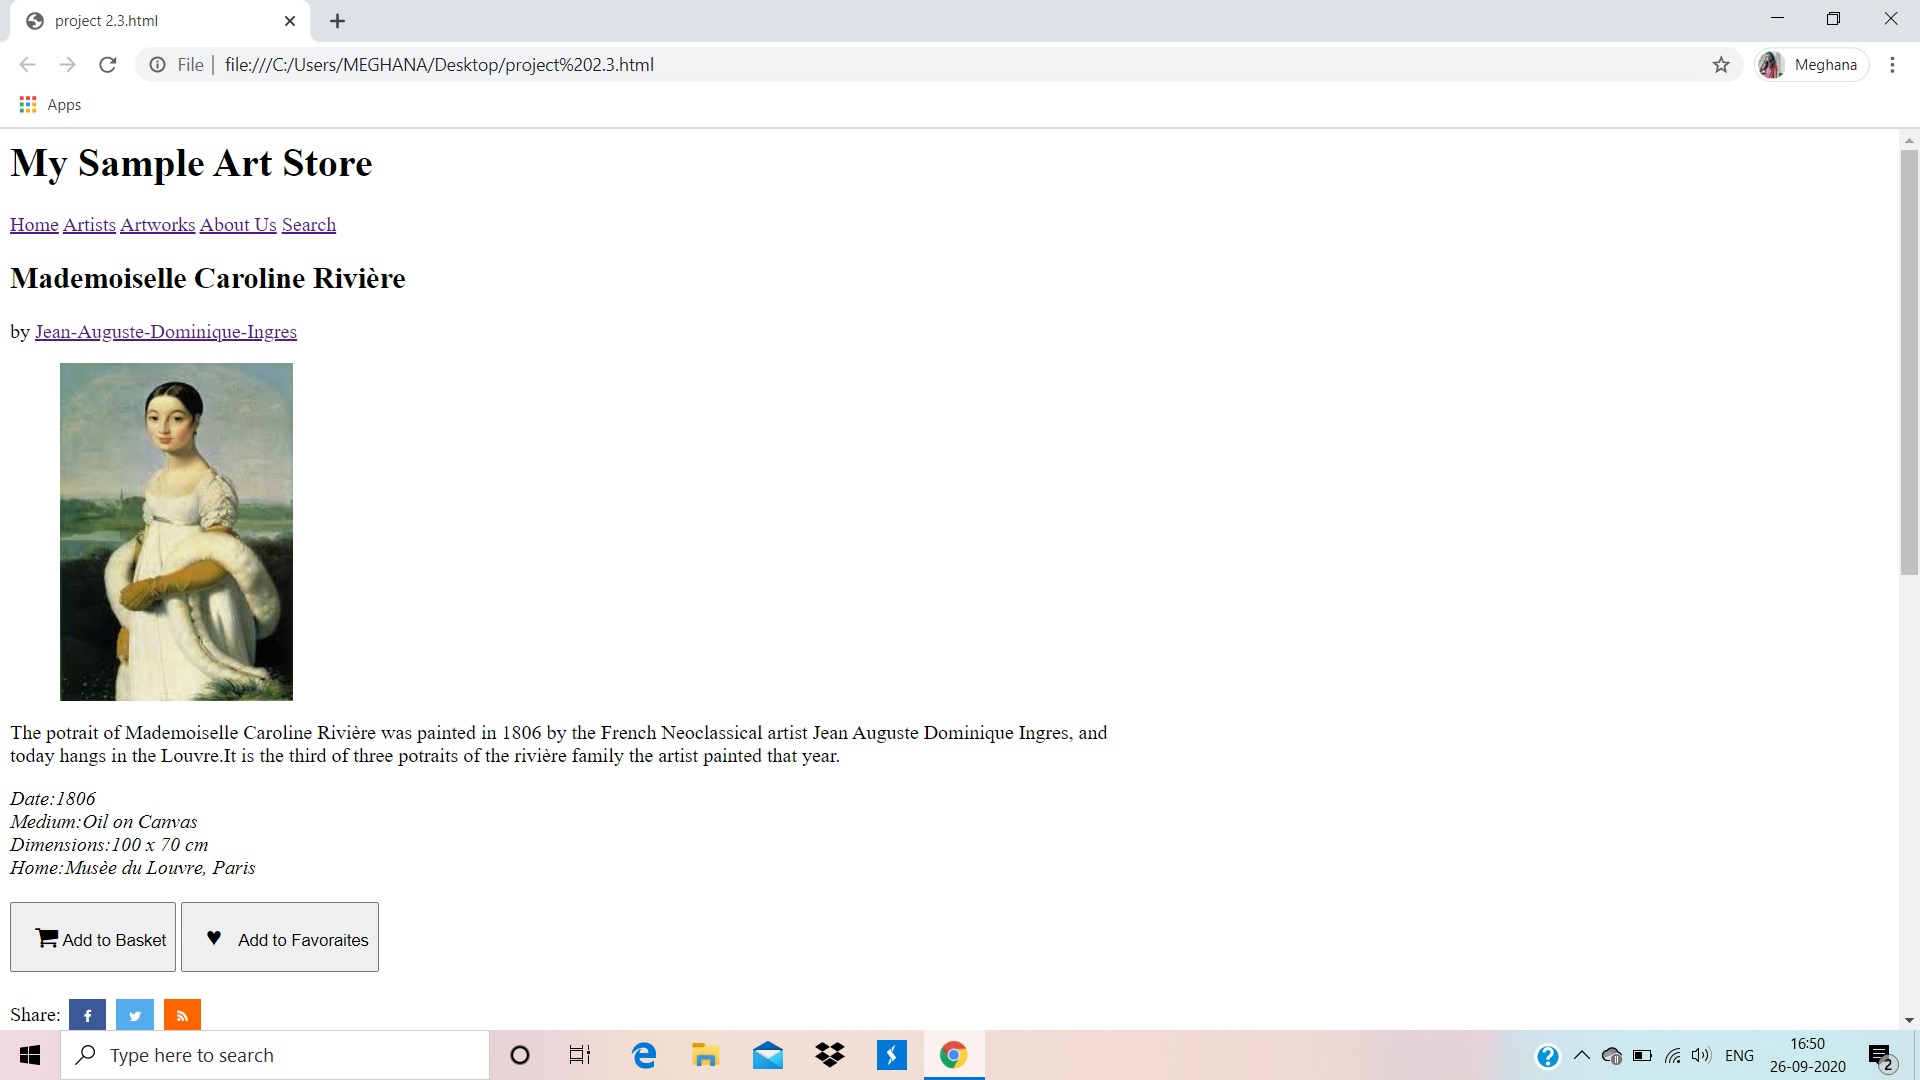 project 2.3.html
File | file:///C:/Users/MEGHANA/Desktop/project%202.3.html
Meghana
Apps
My Sample Art Store
Home Artists Artworks About Us Search
Mademoiselle Caroline Rivière
by Jean-Auguste-Dominique-Ingres
The potrait of Mademoiselle Caroline Rivière was painted in 1806 by the French Neoclassical artist Jean Auguste Dominique Ingres, and
today hangs in the Louvre.It is the third of three potraits of the rivière family the artist painted that year.
Date:1806
Medium:Oil on Canvas
Dimensions:100 x 70 cm
Home:Musèe du Louvre, Paris
Add to Basket
Add to Favoraites
Share:
Type here to search
ENG
16:50
26-09-2020
2